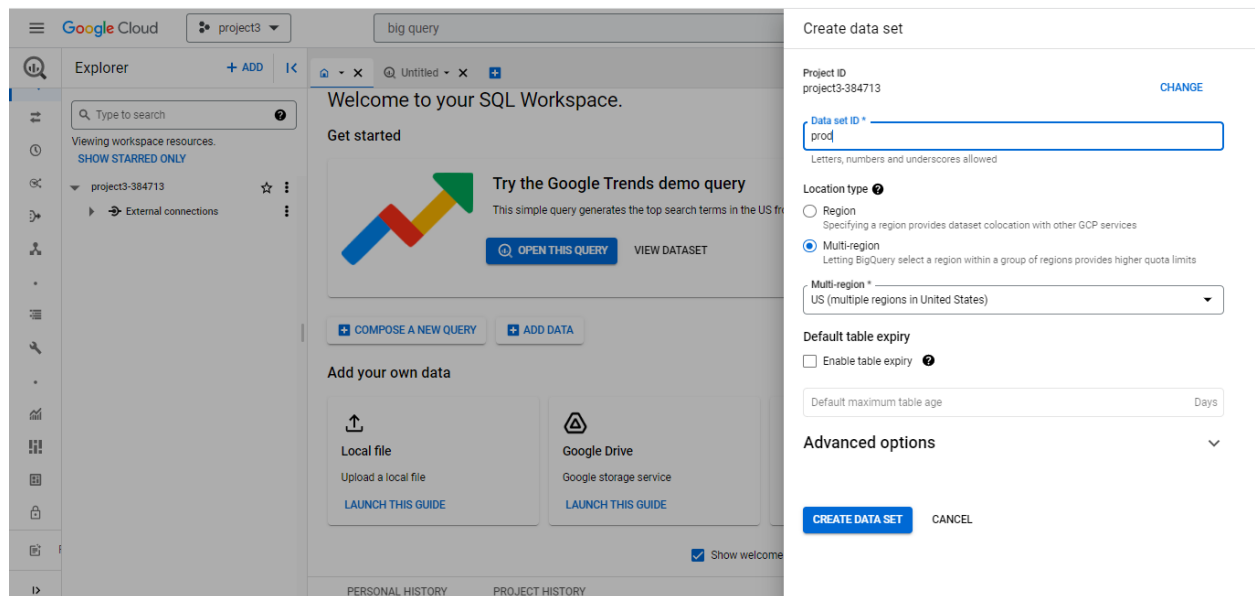 Google Cloud
project3
big query
Explorer
+ ADD
Type to search
Viewing workspace resources.
SHOW STARRED ONLY
project3-384713
External connections
Untitled
Welcome to your SQL Workspace.
Get started
Try the Google Trends demo query
This simple query generates the top search terms in the US
OPEN THIS QUERY
VIEW DATASET
COMPOSE A NEW QUERY
ADD DATA
Add your own data
Local file
Upload a local file
LAUNCH THIS GUIDE
Google Drive
Google storage service
LAUNCH THIS GUIDE
Show welcome
PERSONAL HISTORY
PROJECT HISTORY
Create data set
Project ID
project3-384713
CHANGE
Data set ID *
prod
Letters, numbers and underscores allowed
Location type
Region
Specifying a region provides dataset colocation with other GCP services
Multi-region
Letting BigQuery select a region within a group of regions provides higher quota limits
Multi-region *
US (multiple regions in United States)
Default table expiry
Enable table expiry
Default maximum table age
Days
Advanced options
CREATE DATA SET
CANCEL